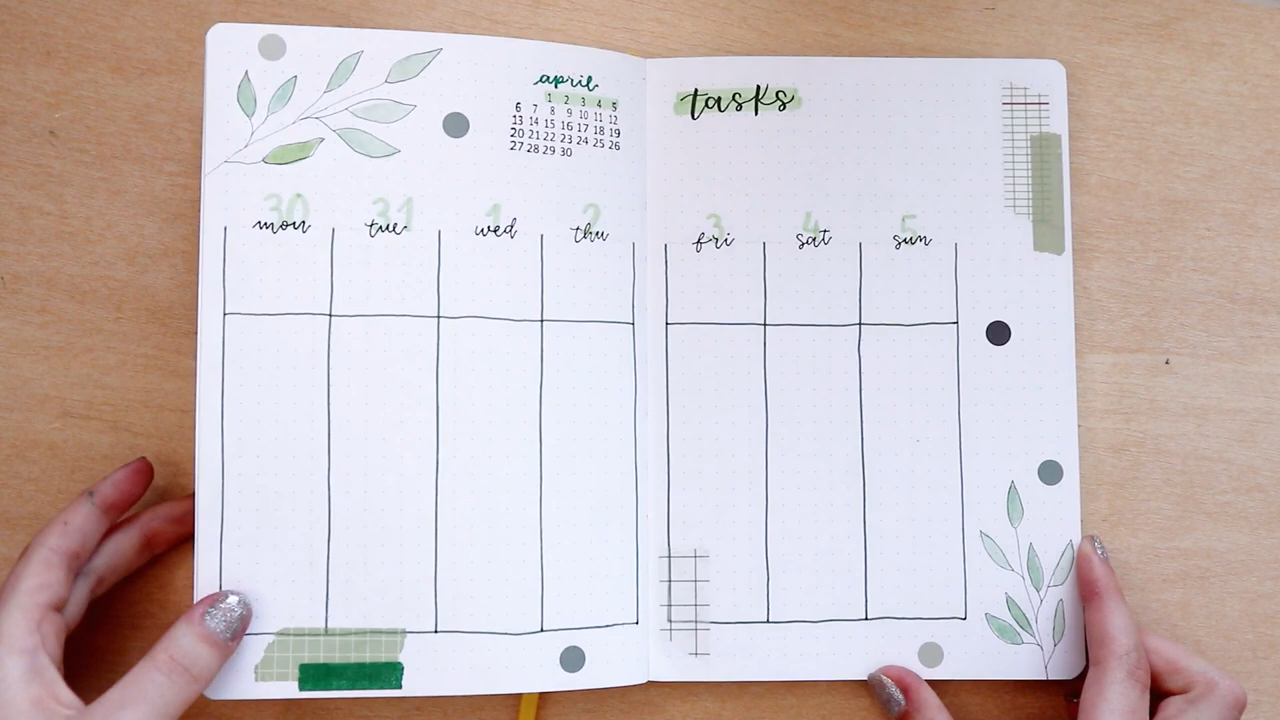 april
1 2 3 4 5
6 7 8 9 10 11 12
13 14 15 16 17 18 19
20 21 22 23 24 25 26
27 28 29 30
30 31 1 2
mon tue wed thu
tasks
3 4 5
fri sat sun